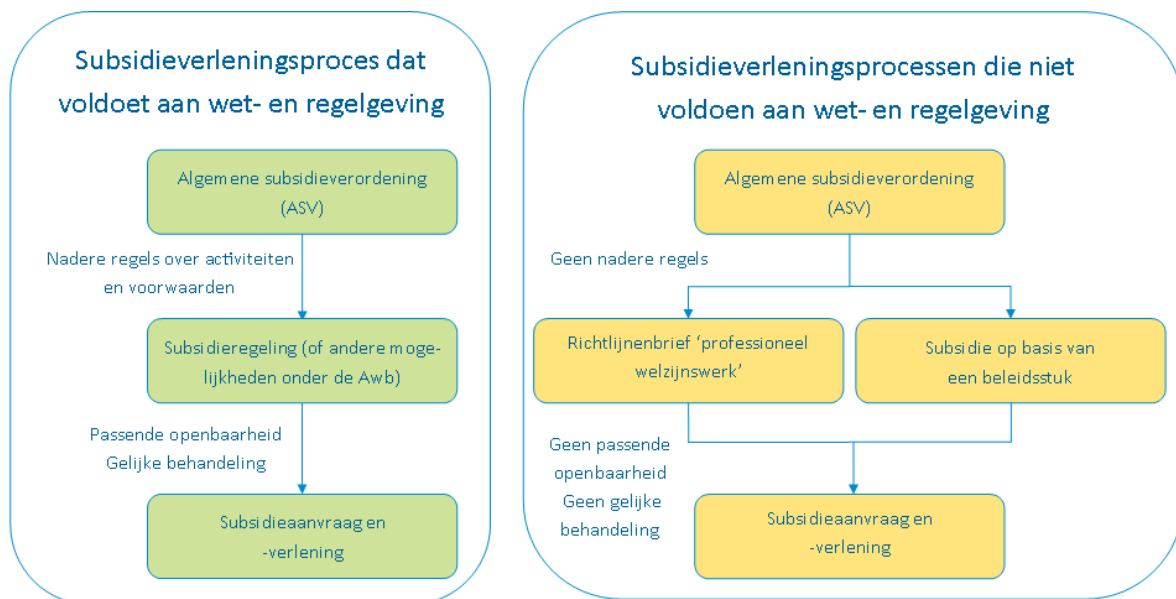 Subsidieverleningsproces dat
voldoet aan wet- en regelgeving
Algemene subsidieverordening
(ASV)
Nadere regels over activiteiten
en voorwaarden
Subsidieregeling (of andere moge-
lijkheden onder de Awb)
Passende openbaarheid
Gelijke behandeling
Subsidieaanvraag en
-verlening
Subsidieverleningsprocessen die niet
voldoen aan wet- en regelgeving
Algemene subsidieverordening
(ASV)
Geen nadere regels
Richtlijnenbrief ‘professioneel
welzijnswerk’
Subsidie op basis van
een beleidsstuk
Geen passende
openbaarheid
Geen gelijke
behandeling
Subsidieaanvraag en
-verlening